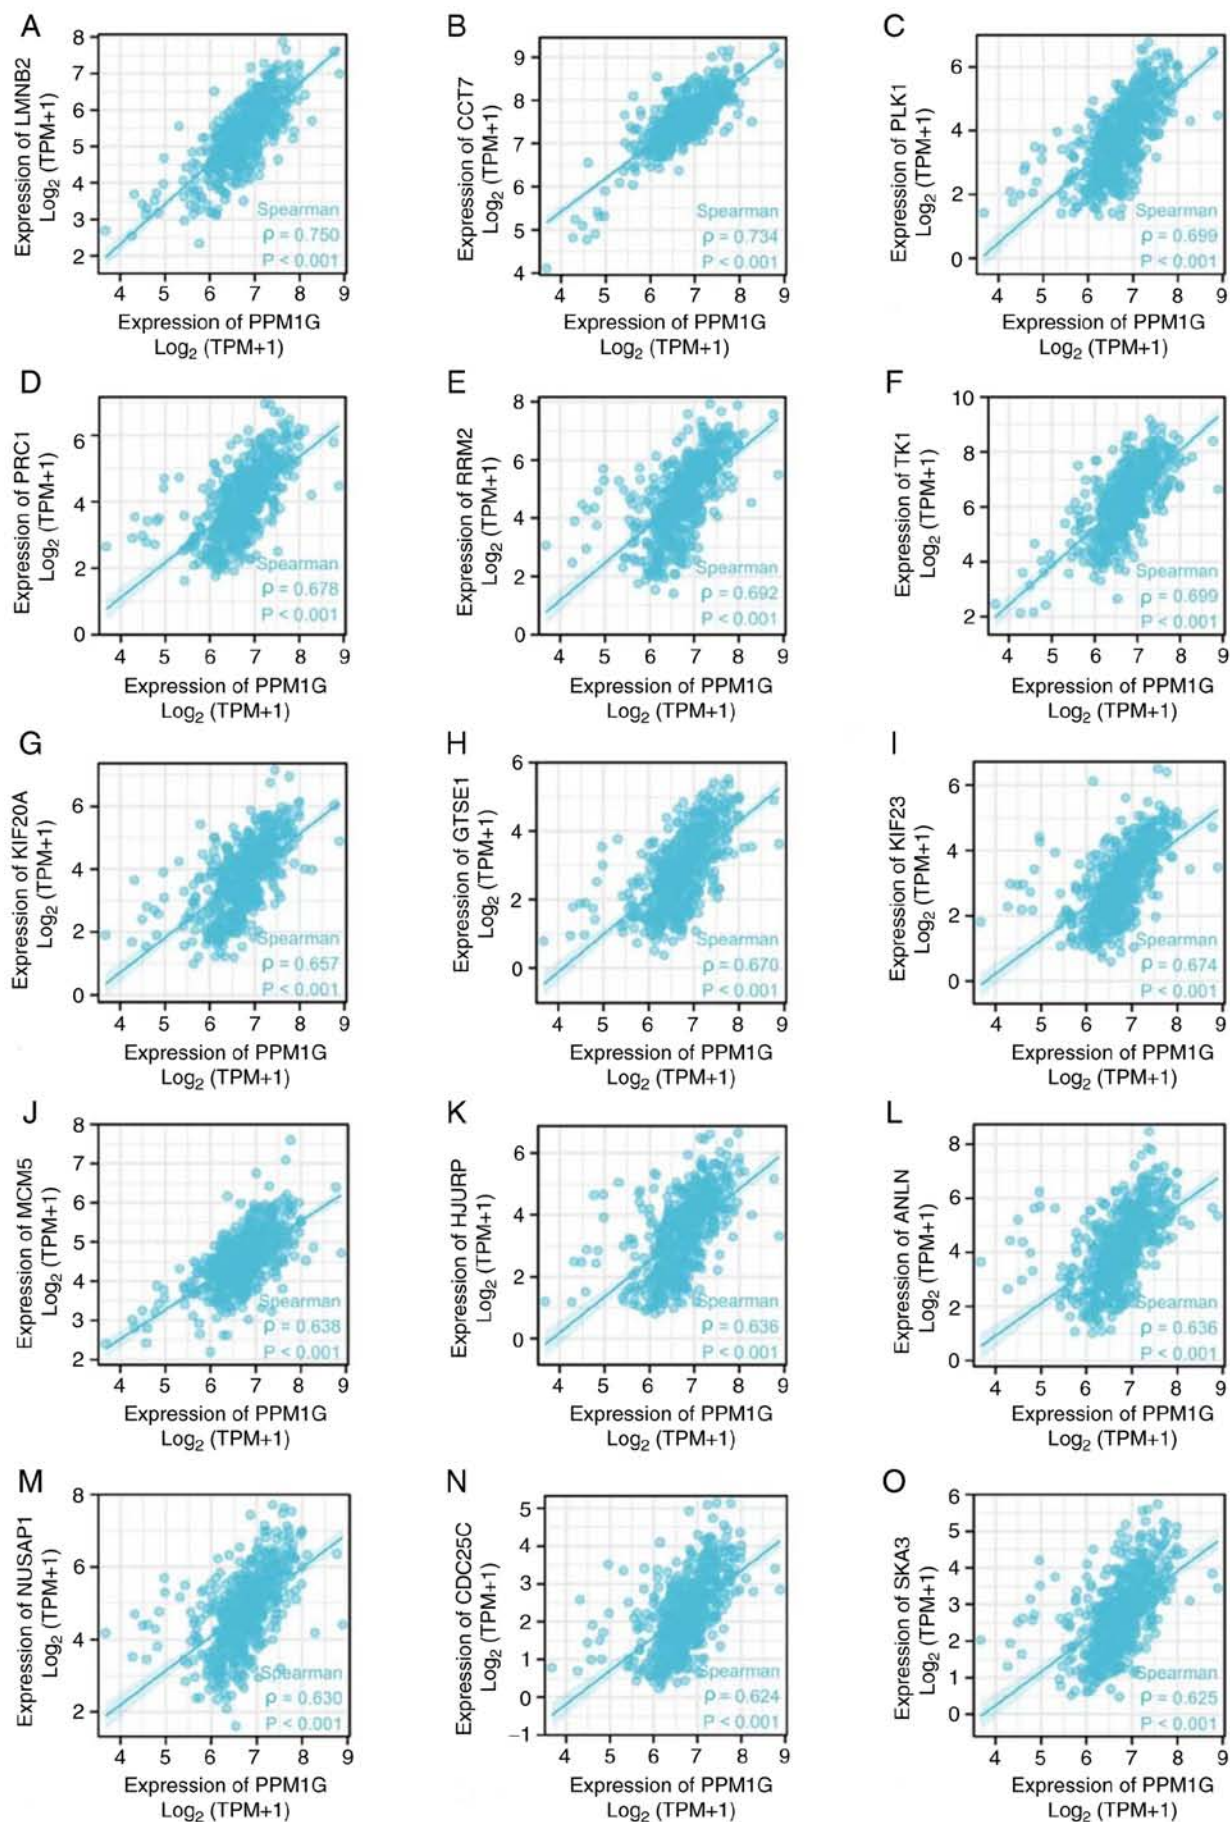 A
Expression of LMNB2
Log2 (TPM+1)
8
7
6
5
4
3
2
Spearman
ρ = 0.750
P < 0.001
4 5 6 7 8 9
Expression of PPM1G
Log2 (TPM+1)
B
Expression of CCT7
Log2 (TPM+1)
9
8
7
6
5
4
Spearman
ρ = 0.734
P < 0.001
4 5 6 7 8 9
Expression of PPM1G
Log2 (TPM+1)
C
Expression of PLK1
Log2 (TPM+1)
6
4
2
0
Spearman
ρ = 0.699
P < 0.001
4 5 6 7 8 9
Expression of PPM1G
Log2 (TPM+1)
D
Expression of PRC1
Log2 (TPM+1)
6
4
2
0
Spearman
ρ = 0.678
P < 0.001
4 5 6 7 8 9
Expression of PPM1G
Log2 (TPM+1)
E
Expression of RRM2
Log2 (TPM+1)
8
6
4
2
0
Spearman
ρ = 0.692
P < 0.001
4 5 6 7 8 9
Expression of PPM1G
Log2 (TPM+1)
F
Expression of TK1
Log2 (TPM+1)
10
8
6
4
2
Spearman
ρ = 0.699
P < 0.001
4 5 6 7 8 9
Expression of PPM1G
Log2 (TPM+1)
G
Expression of KIF20A
Log2 (TPM+1)
6
4
2
0
Spearman
ρ = 0.657
P < 0.001
4 5 6 7 8 9
Expression of PPM1G
Log2 (TPM+1)
H
Expression of GTSE1
Log2 (TPM+1)
6
4
2
0
Spearman
ρ = 0.670
P < 0.001
4 5 6 7 8 9
Expression of PPM1G
Log2 (TPM+1)
I
Expression of KIF23
Log2 (TPM+1)
6
4
2
0
Spearman
ρ = 0.674
P < 0.001
4 5 6 7 8 9
Expression of PPM1G
Log2 (TPM+1)
J
Expression of MCM5
Log2 (TPM+1)
8
7
6
5
4
3
2
Spearman
ρ = 0.638
P < 0.001
4 5 6 7 8 9
Expression of PPM1G
Log2 (TPM+1)
K
Expression of HJURP
Log2 (TPM+1)
6
4
2
0
Spearman
ρ = 0.636
P < 0.001
4 5 6 7 8 9
Expression of PPM1G
Log2 (TPM+1)
L
Expression of ANLN
Log2 (TPM+1)
8
6
4
2
0
Spearman
ρ = 0.636
P < 0.001
4 5 6 7 8 9
Expression of PPM1G
Log2 (TPM+1)
M
Expression of NUSAP1
Log2 (TPM+1)
8
6
4
2
Spearman
ρ = 0.630
P < 0.001
4 5 6 7 8 9
Expression of PPM1G
Log2 (TPM+1)
N
Expression of CDC25C
Log2 (TPM+1)
5
4
3
2
1
0
−1
Spearman
ρ = 0.624
P < 0.001
4 5 6 7 8 9
Expression of PPM1G
Log2 (TPM+1)
O
Expression of SKA3
Log2 (TPM+1)
6
5
4
3
2
1
0
Spearman
ρ = 0.625
P < 0.001
4 5 6 7 8 9
Expression of PPM1G
Log2 (TPM+1)